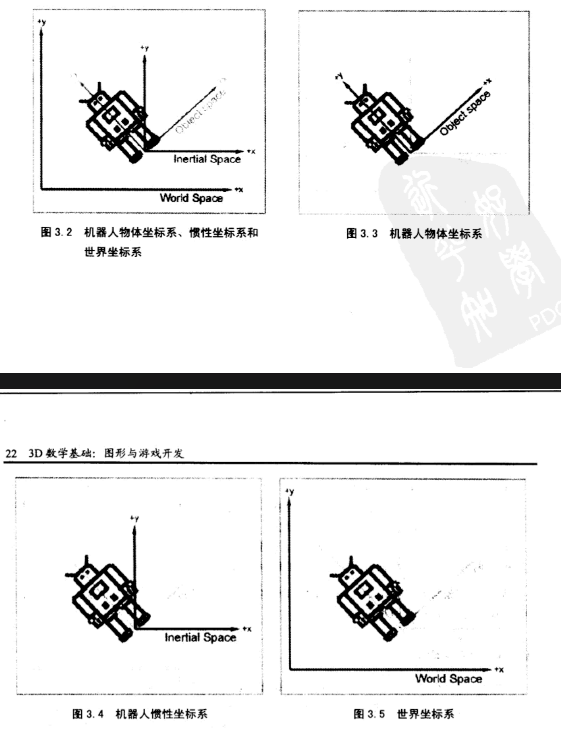 +y
+y
Object space
+x
Inertial Space
+x
World Space
图 3.2 机器人物体坐标系、惯性坐标系和
世界坐标系
+y
+x
Object space
图 3.3 机器人物体坐标系
PDG
22 3D 数学基础: 图形与游戏开发
+y
+x
Inertial Space
图 3.4 机器人惯性坐标系
+y
+x
World Space
图 3.5 世界坐标系